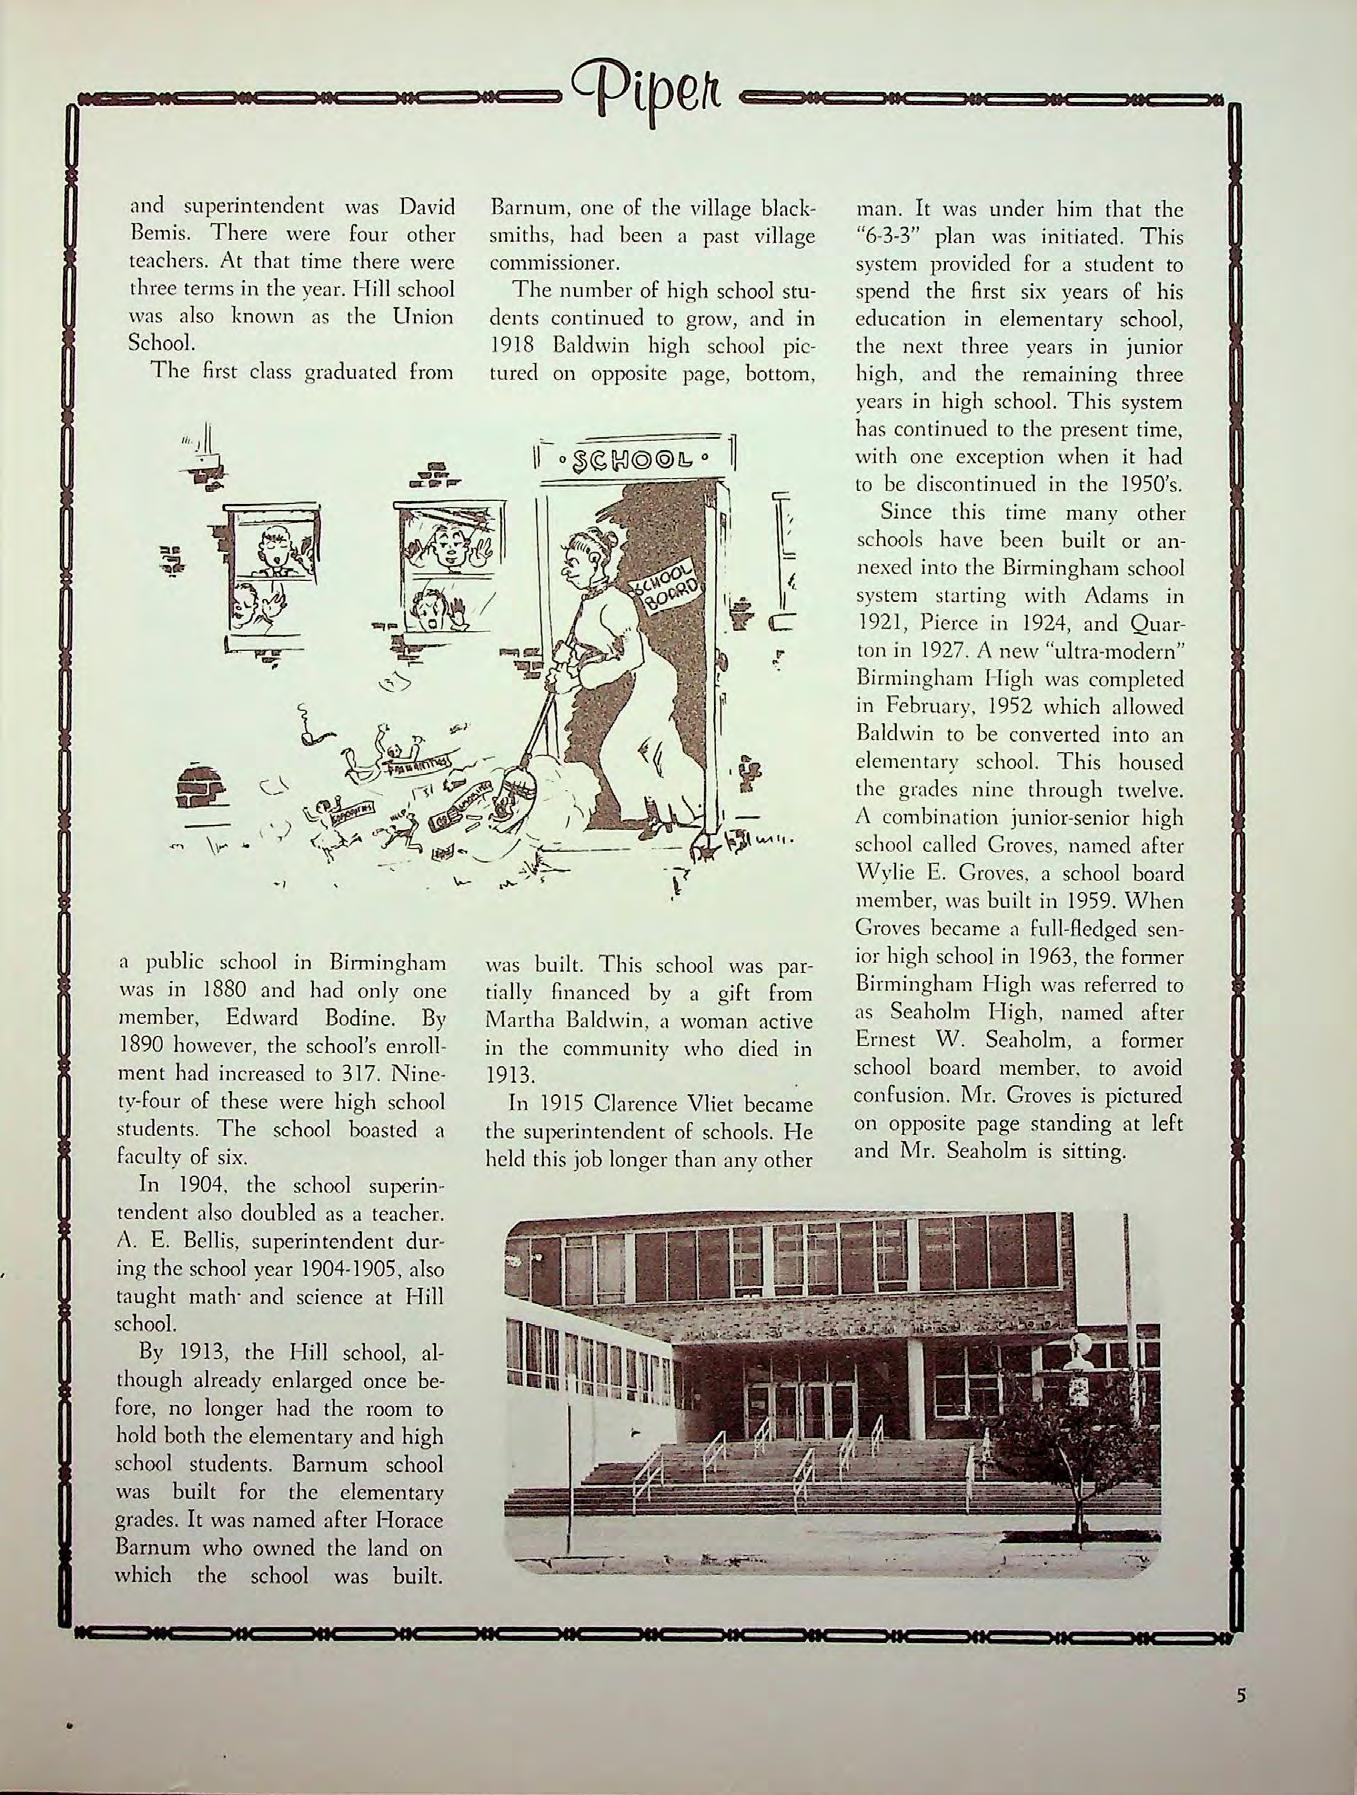 Piper
and superintendent was David
Bemis. There were four other
teachers. At that time there were
three terms in the year. Hill school
was also known as the Union
School.
The first class graduated from
a public school in Birmingham
was in 1880 and had only one
member, Edward Bodine. By
1890 however, the school's enroll-
ment had increased to 317. Nine-
ty-four of these were high school
students. The school boasted a
faculty of six.
In 1904, the school superin-
tendent also doubled as a teacher.
A. E. Bellis, superintendent dur-
ing the school year 1904-1905, also
taught math and science at Hill
school.
By 1913, the Hill school, al-
though already enlarged once be-
fore, no longer had the room to
hold both the elementary and high
school students. Barnum school
was built for the elementary
grades. It was named after Horace
Barnum who owned the land on
which the school was built.
Barnum, one of the village black-
smiths, had been a past village
commissioner.
The number of high school stu-
dents continued to grow, and in
1918 Baldwin high school pic-
tured on opposite page, bottom,
SCHOOL
SCHOOL
BOARD
was built. This school was par-
tially financed by a gift from
Martha Baldwin, a woman active
in the community who died in
1913.
In 1915 Clarence Vliet became
the superintendent of schools. He
held this job longer than any other
man. It was under him that the
"6-3-3" plan was initiated. This
system provided for a student to
spend the first six years of his
education in elementary school,
the next three years in junior
high, and the remaining three
years in high school. This system
has continued to the present time,
with one exception when it had
to be discontinued in the 1950's.
Since this time many other
schools have been built or an-
nexed into the Birmingham school
system starting with Adams in
1921, Pierce in 1924, and Quar-
ton in 1927. A new "ultra-modern"
Birmingham High was completed
in February, 1952 which allowed
Baldwin to be converted into an
elementary school. This housed
the grades nine through twelve.
A combination junior-senior high
school called Groves, named after
Wylie E. Groves, a school board
member, was built in 1959. When
Groves became a full-fledged sen-
ior high school in 1963, the former
Birmingham High was referred to
as Seaholm High, named after
Ernest W. Seaholm, a former
school board member, to avoid
confusion. Mr. Groves is pictured
on opposite page standing at left
and Mr. Seaholm is sitting.
5